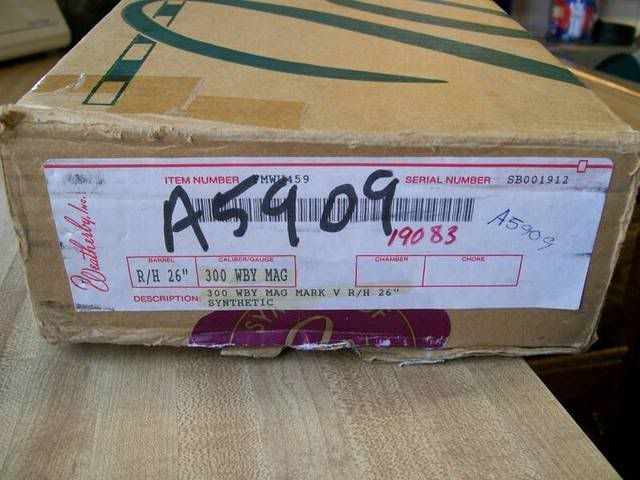 Weatherby, Inc.
ITEM NUMBER
SERIAL NUMBER SB001912
A5909
19083
A5909
BARREL CALIBER/GAUGE CHAMBER CHOKE
R/H 26" 300 WBY MAG
DESCRIPTION: 300 WBY MAG MARK V R/H 26"
SYNTHETIC